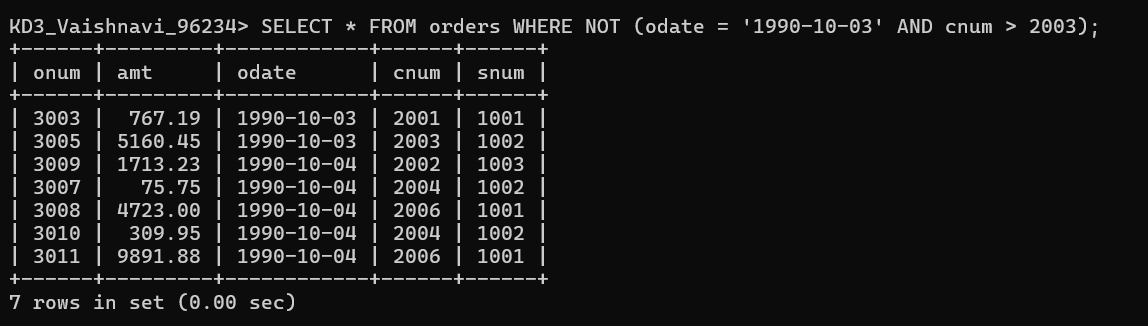 KD3_Vaishnavi_96234> SELECT * FROM orders WHERE NOT (odate = '1990-10-03' AND cnum > 2003);
+------+---------+------------+------+------+
| onum | amt     | odate      | cnum | snum |
+------+---------+------------+------+------+
| 3003 |  767.19 | 1990-10-03 | 2001 | 1001 |
| 3005 | 5160.45 | 1990-10-03 | 2003 | 1002 |
| 3009 | 1713.23 | 1990-10-04 | 2002 | 1003 |
| 3007 |   75.75 | 1990-10-04 | 2004 | 1002 |
| 3008 | 4723.00 | 1990-10-04 | 2006 | 1001 |
| 3010 |  309.95 | 1990-10-04 | 2004 | 1002 |
| 3011 | 9891.88 | 1990-10-04 | 2006 | 1001 |
+------+---------+------------+------+------+
7 rows in set (0.00 sec)